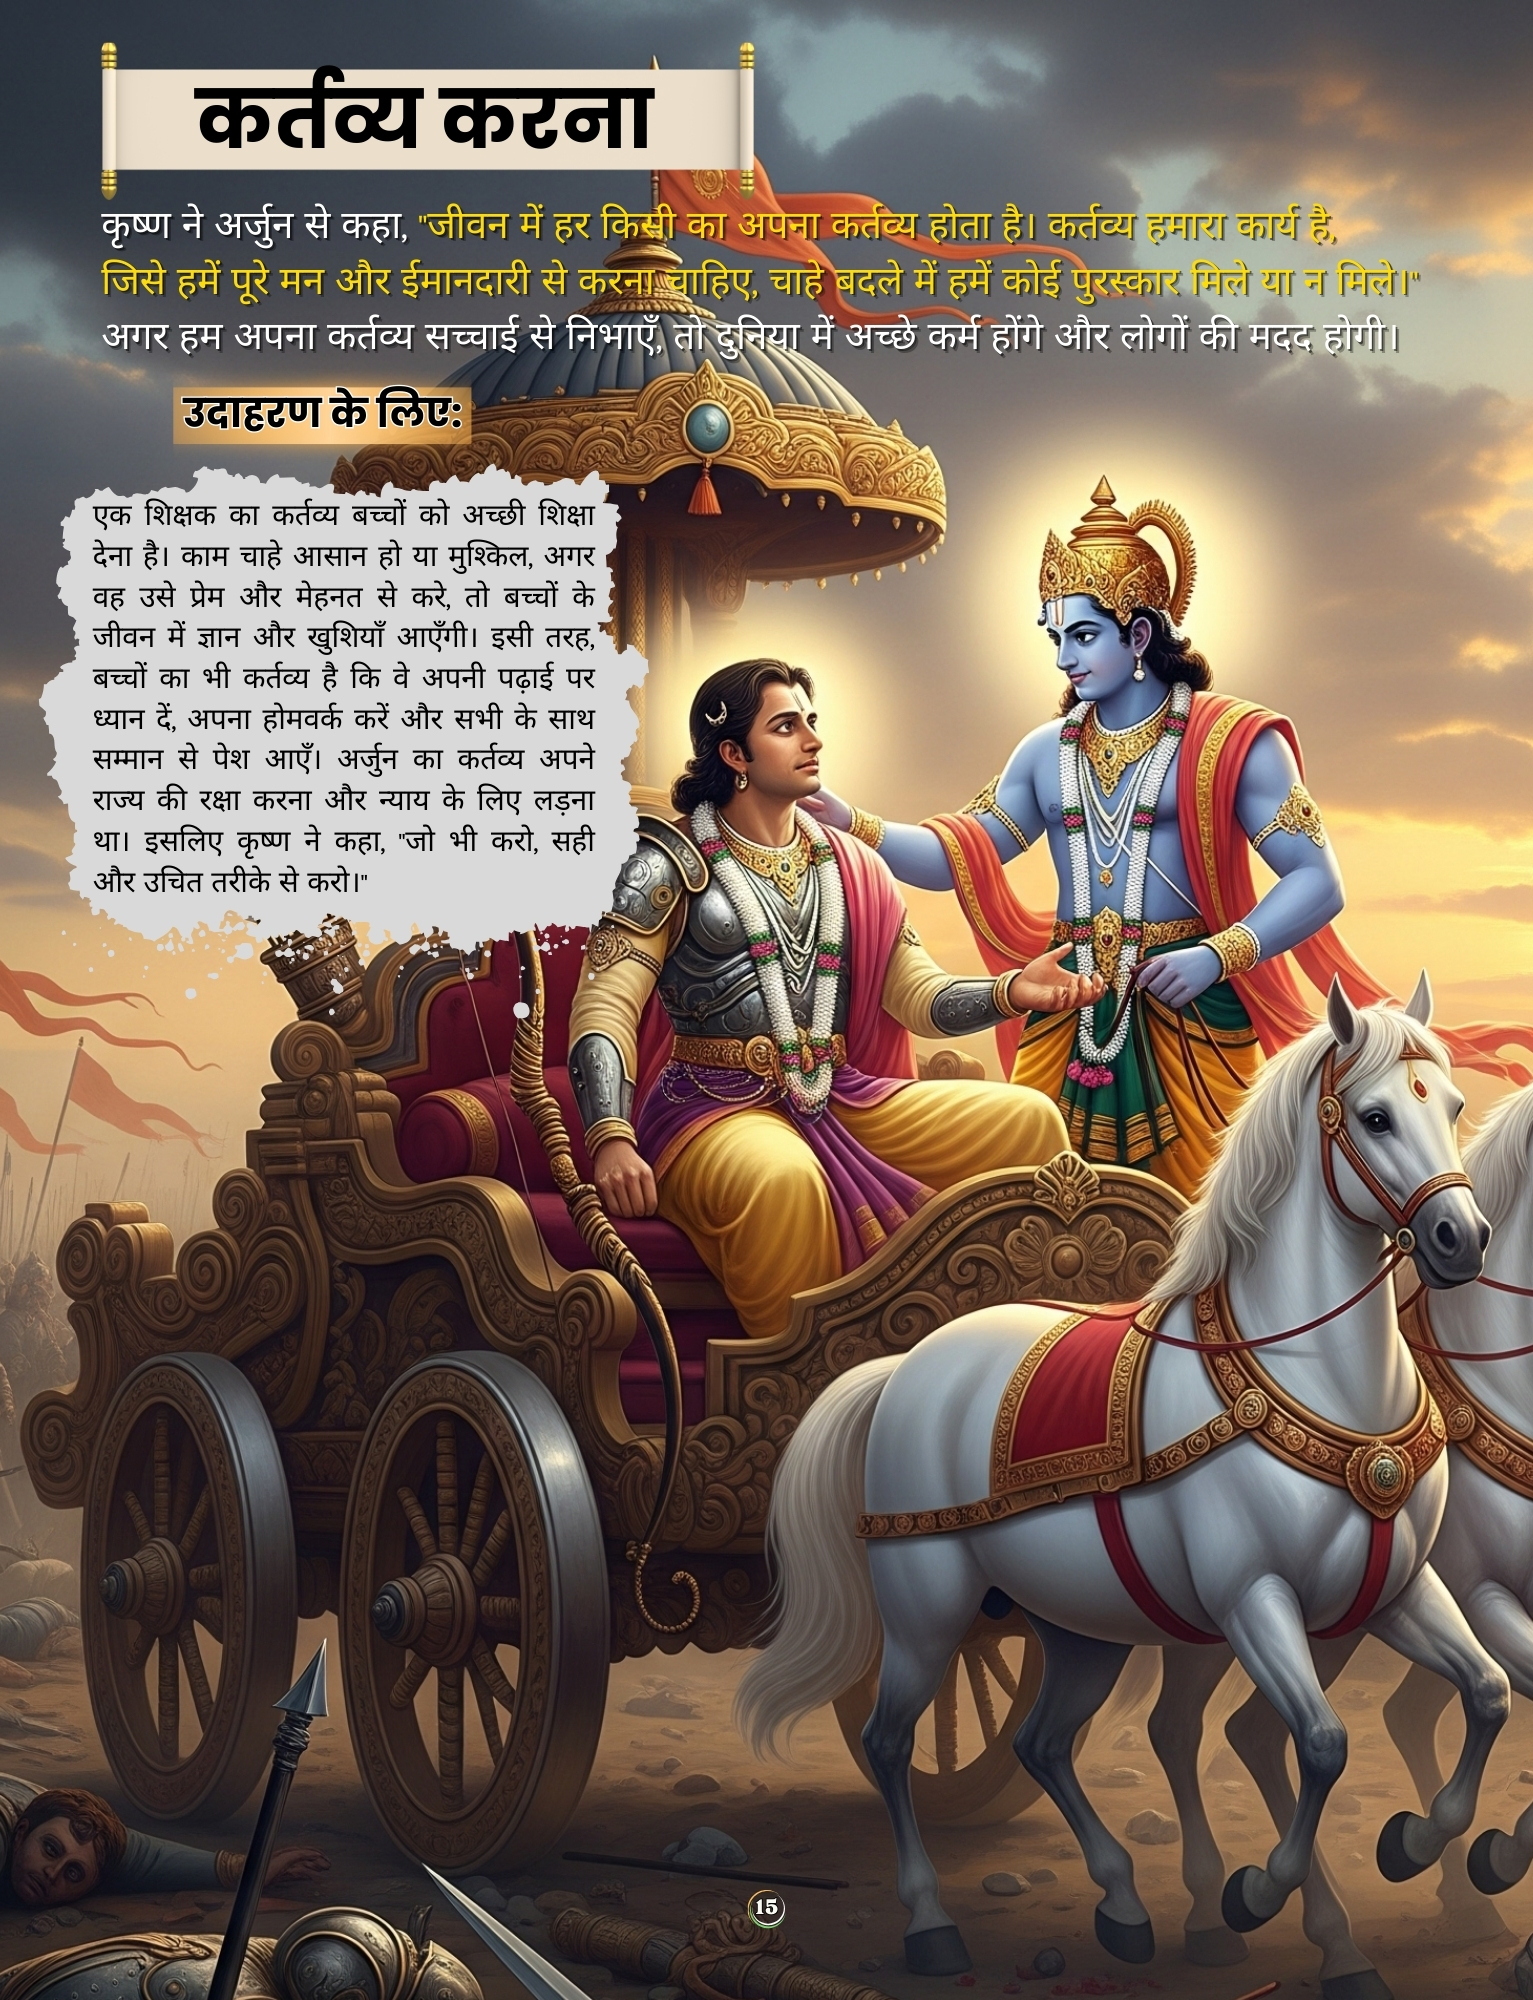 कर्तव्य करना
कृष्ण ने अर्जुन से कहा, "जीवन में हर किसी का अपना कर्तव्य होता है। कर्तव्य हमारा कार्य है,
जिसे हमें पूरे मन और ईमानदारी से करना चाहिए, चाहे बदले में हमें कोई पुरस्कार मिले या न मिले।"
अगर हम अपना कर्तव्य सच्चाई से निभाएँ, तो दुनिया में अच्छे कर्म होंगे और लोगों की मदद होगी।
उदाहरण के लिए:
एक शिक्षक का कर्तव्य बच्चों को अच्छी शिक्षा
देना है। काम चाहे आसान हो या मुश्किल, अगर
वह उसे प्रेम और मेहनत से करे, तो बच्चों के
जीवन में ज्ञान और खुशियाँ आएँगी। इसी तरह,
बच्चों का भी कर्तव्य है कि वे अपनी पढ़ाई पर
ध्यान दें, अपना होमवर्क करें और सभी के साथ
सम्मान से पेश आएँ। अर्जुन का कर्तव्य अपने
राज्य की रक्षा करना और न्याय के लिए लड़ना
था। इसलिए कृष्ण ने कहा, "जो भी करो, सही
और उचित तरीके से करो।"
15